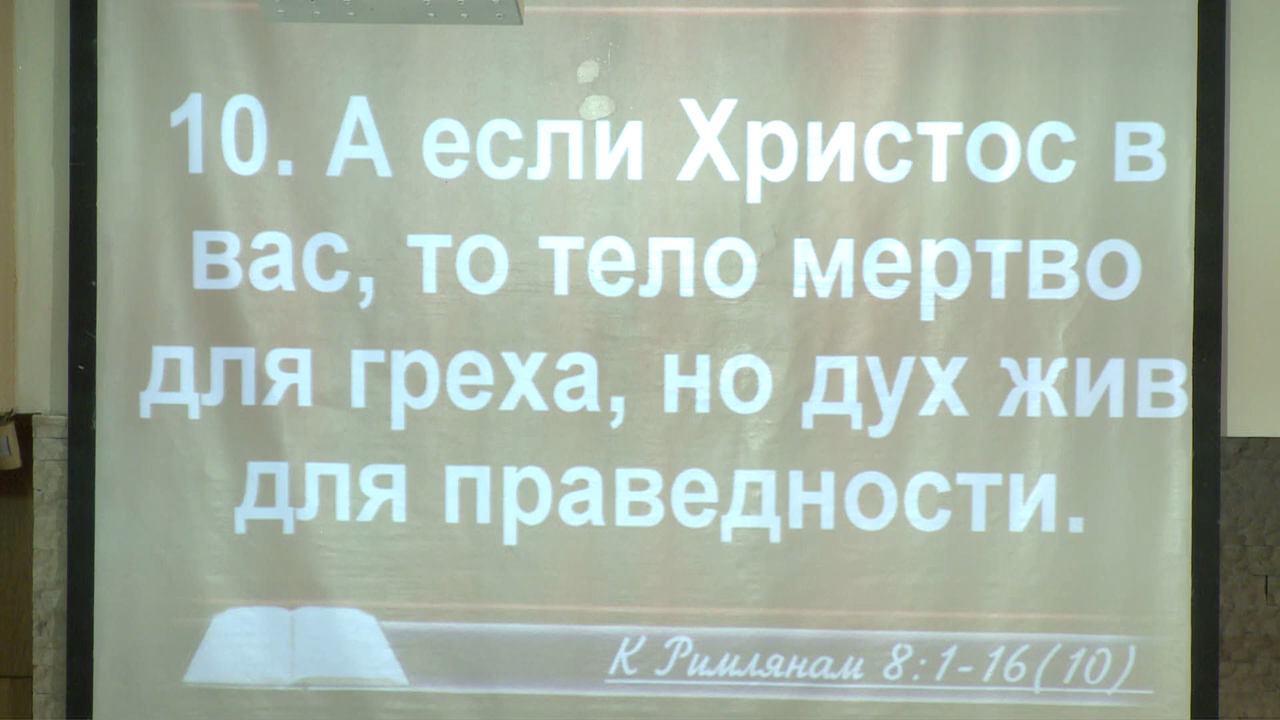 10. А если Христос в
вас, то тело мертво
для греха, но дух жив
для праведности.
К Римлянам 8:1-16(10)